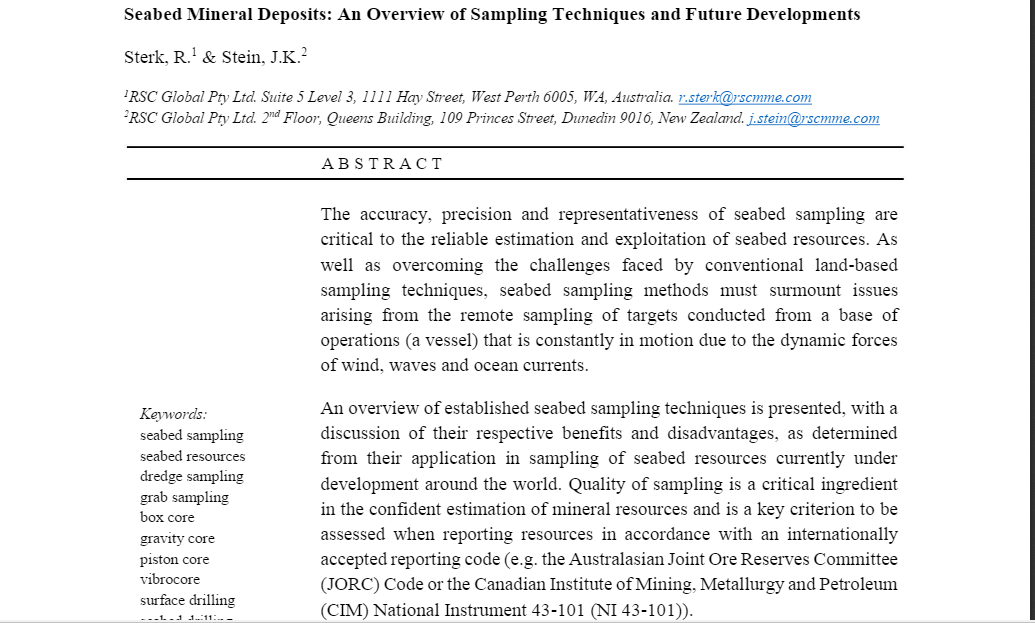 Seabed Mineral Deposits: An Overview of Sampling Techniques and Future Developments
Sterk, R.1 & Stein, J.K.2
1RSC Global Pty Ltd. Suite 5 Level 3, 1111 Hay Street, West Perth 6005, WA, Australia. r.sterk@rscmme.com
2RSC Global Pty Ltd. 2nd Floor, Queens Building, 109 Princes Street, Dunedin 9016, New Zealand. j.stein@rscmme.com
A B S T R A C T
The accuracy, precision and representativeness of seabed sampling are
critical to the reliable estimation and exploitation of seabed resources. As
well as overcoming the challenges faced by conventional land-based
sampling techniques, seabed sampling methods must surmount issues
arising from the remote sampling of targets conducted from a base of
operations (a vessel) that is constantly in motion due to the dynamic forces
of wind, waves and ocean currents.
Keywords:
seabed sampling
seabed resources
dredge sampling
grab sampling
box core
gravity core
piston core
vibrocore
surface drilling
An overview of established seabed sampling techniques is presented, with a
discussion of their respective benefits and disadvantages, as determined
from their application in sampling of seabed resources currently under
development around the world. Quality of sampling is a critical ingredient
in the confident estimation of mineral resources and is a key criterion to be
assessed when reporting resources in accordance with an internationally
accepted reporting code (e.g. the Australasian Joint Ore Reserves Committee
(JORC) Code or the Canadian Institute of Mining, Metallurgy and Petroleum
(CIM) National Instrument 43-101 (NI 43-101)).